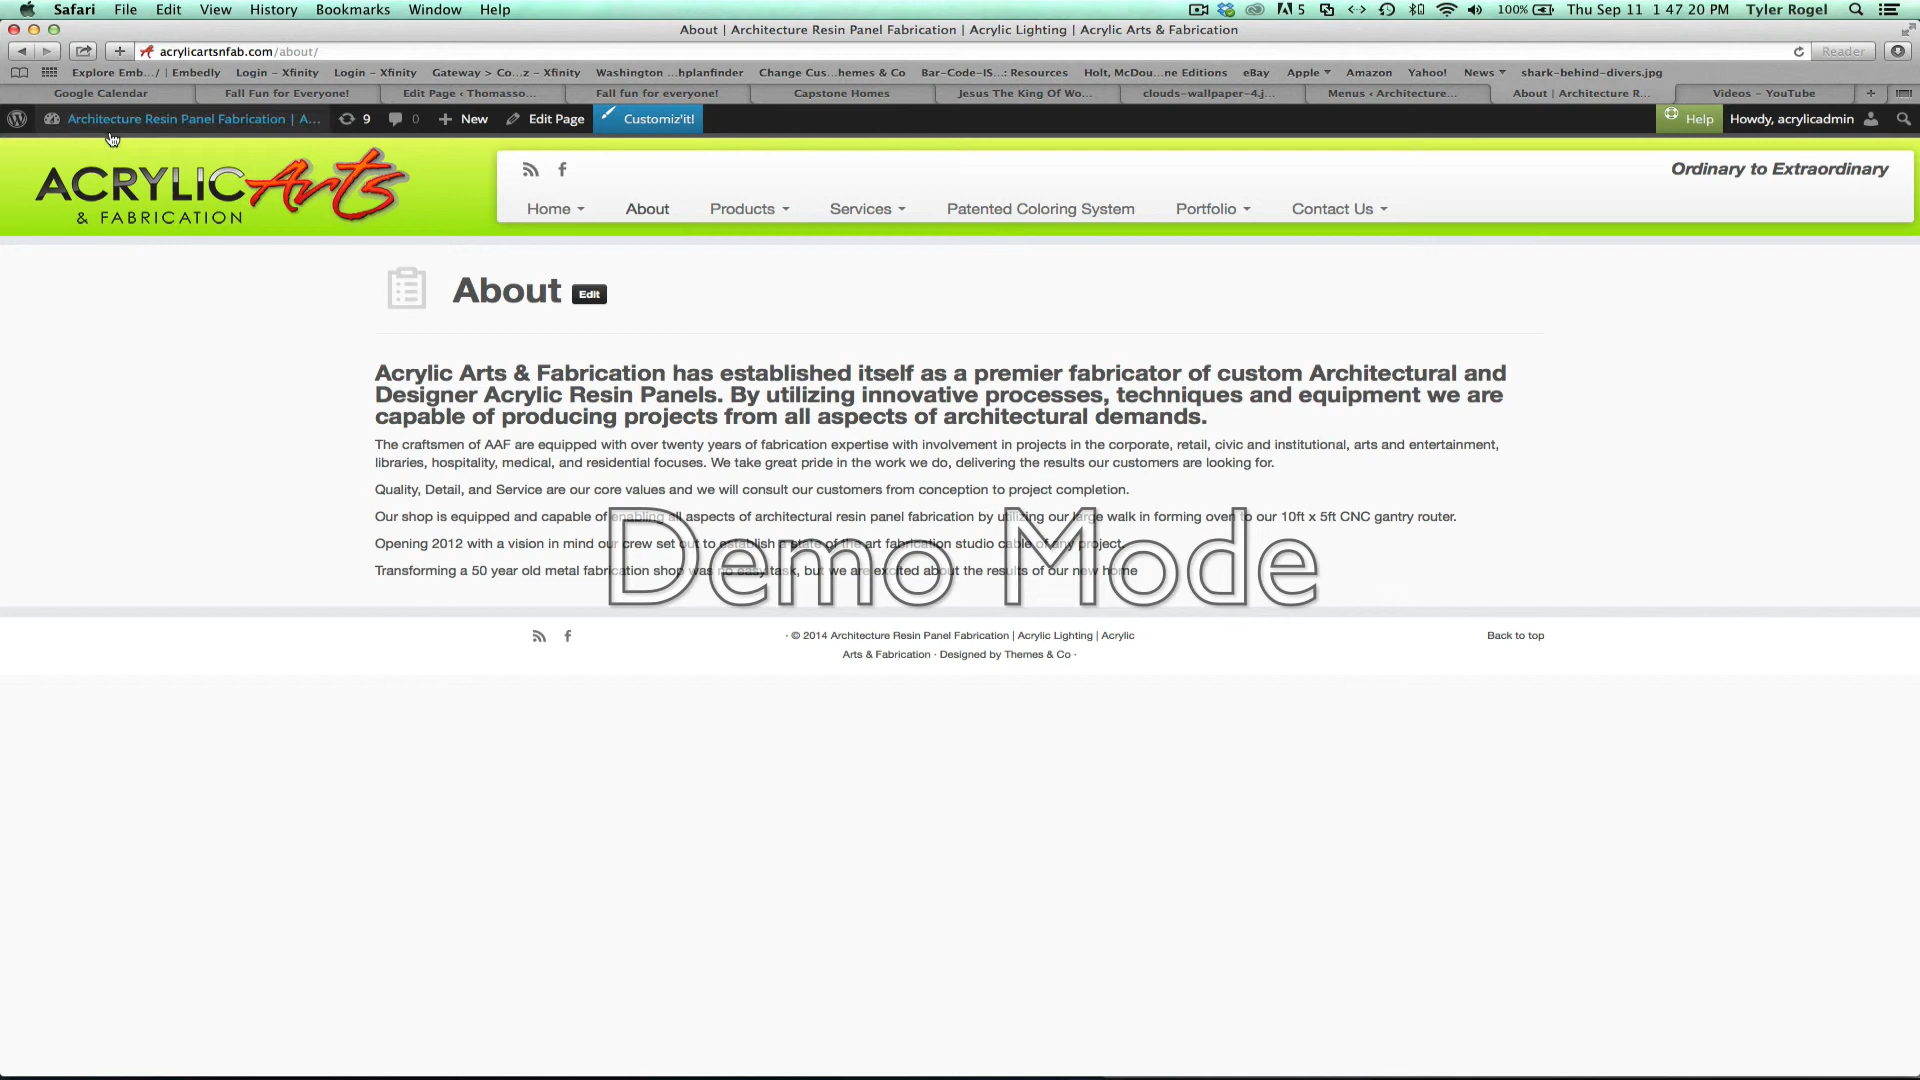 Safari File Edit View History Bookmarks Window Help 5 100% Thu Sep 11 1 47 20 PM Tyler Rogel
About | Architecture Resin Panel Fabrication | Acrylic Lighting | Acrylic Arts & Fabrication
acrylicartsnfab.com/about/ Reader
Explore Emb.../ | Embedly Login – Xfinity Login – Xfinity Gateway > Co...z – Xfinity Washington ...hplanfinder Change Cus...hemes & Co Bar-Code-IS...: Resources Holt, McDou...ne Editions eBay Apple Amazon Yahoo! News shark-behind-divers.jpg
Google Calendar Fall Fun for Everyone! Edit Page ‹ Thomasso... Fall fun for everyone! Capstone Homes Jesus The King Of Wo... clouds-wallpaper-4.j... Menus ‹ Architecture... About | Architecture R... Videos – YouTube
Architecture Resin Panel Fabrication | A... 9 0 + New Edit Page Customiz'it! Help Howdy, acrylicadmin
ACRYLIC Arts
& FABRICATION
Ordinary to Extraordinary
Home About Products Services Patented Coloring System Portfolio Contact Us
About Edit
Acrylic Arts & Fabrication has established itself as a premier fabricator of custom Architectural and
Designer Acrylic Resin Panels. By utilizing innovative processes, techniques and equipment we are
capable of producing projects from all aspects of architectural demands.
The craftsmen of AAF are equipped with over twenty years of fabrication expertise with involvement in projects in the corporate, retail, civic and institutional, arts and entertainment,
libraries, hospitality, medical, and residential focuses. We take great pride in the work we do, delivering the results our customers are looking for.
Quality, Detail, and Service are our core values and we will consult our customers from conception to project completion.
Our shop is equipped and capable of enabling all aspects of architectural resin panel fabrication by utilizing our large walk in forming oven to our 10ft x 5ft CNC gantry router.
Opening 2012 with a vision in mind our crew set out to establish a state of the art fabrication studio cable of any project.
Transforming a 50 year old metal fabrication shop was no easy task, but we are excited about the results of our new home
Demo Mode
· © 2014 Architecture Resin Panel Fabrication | Acrylic Lighting | Acrylic
Arts & Fabrication · Designed by Themes & Co ·
Back to top